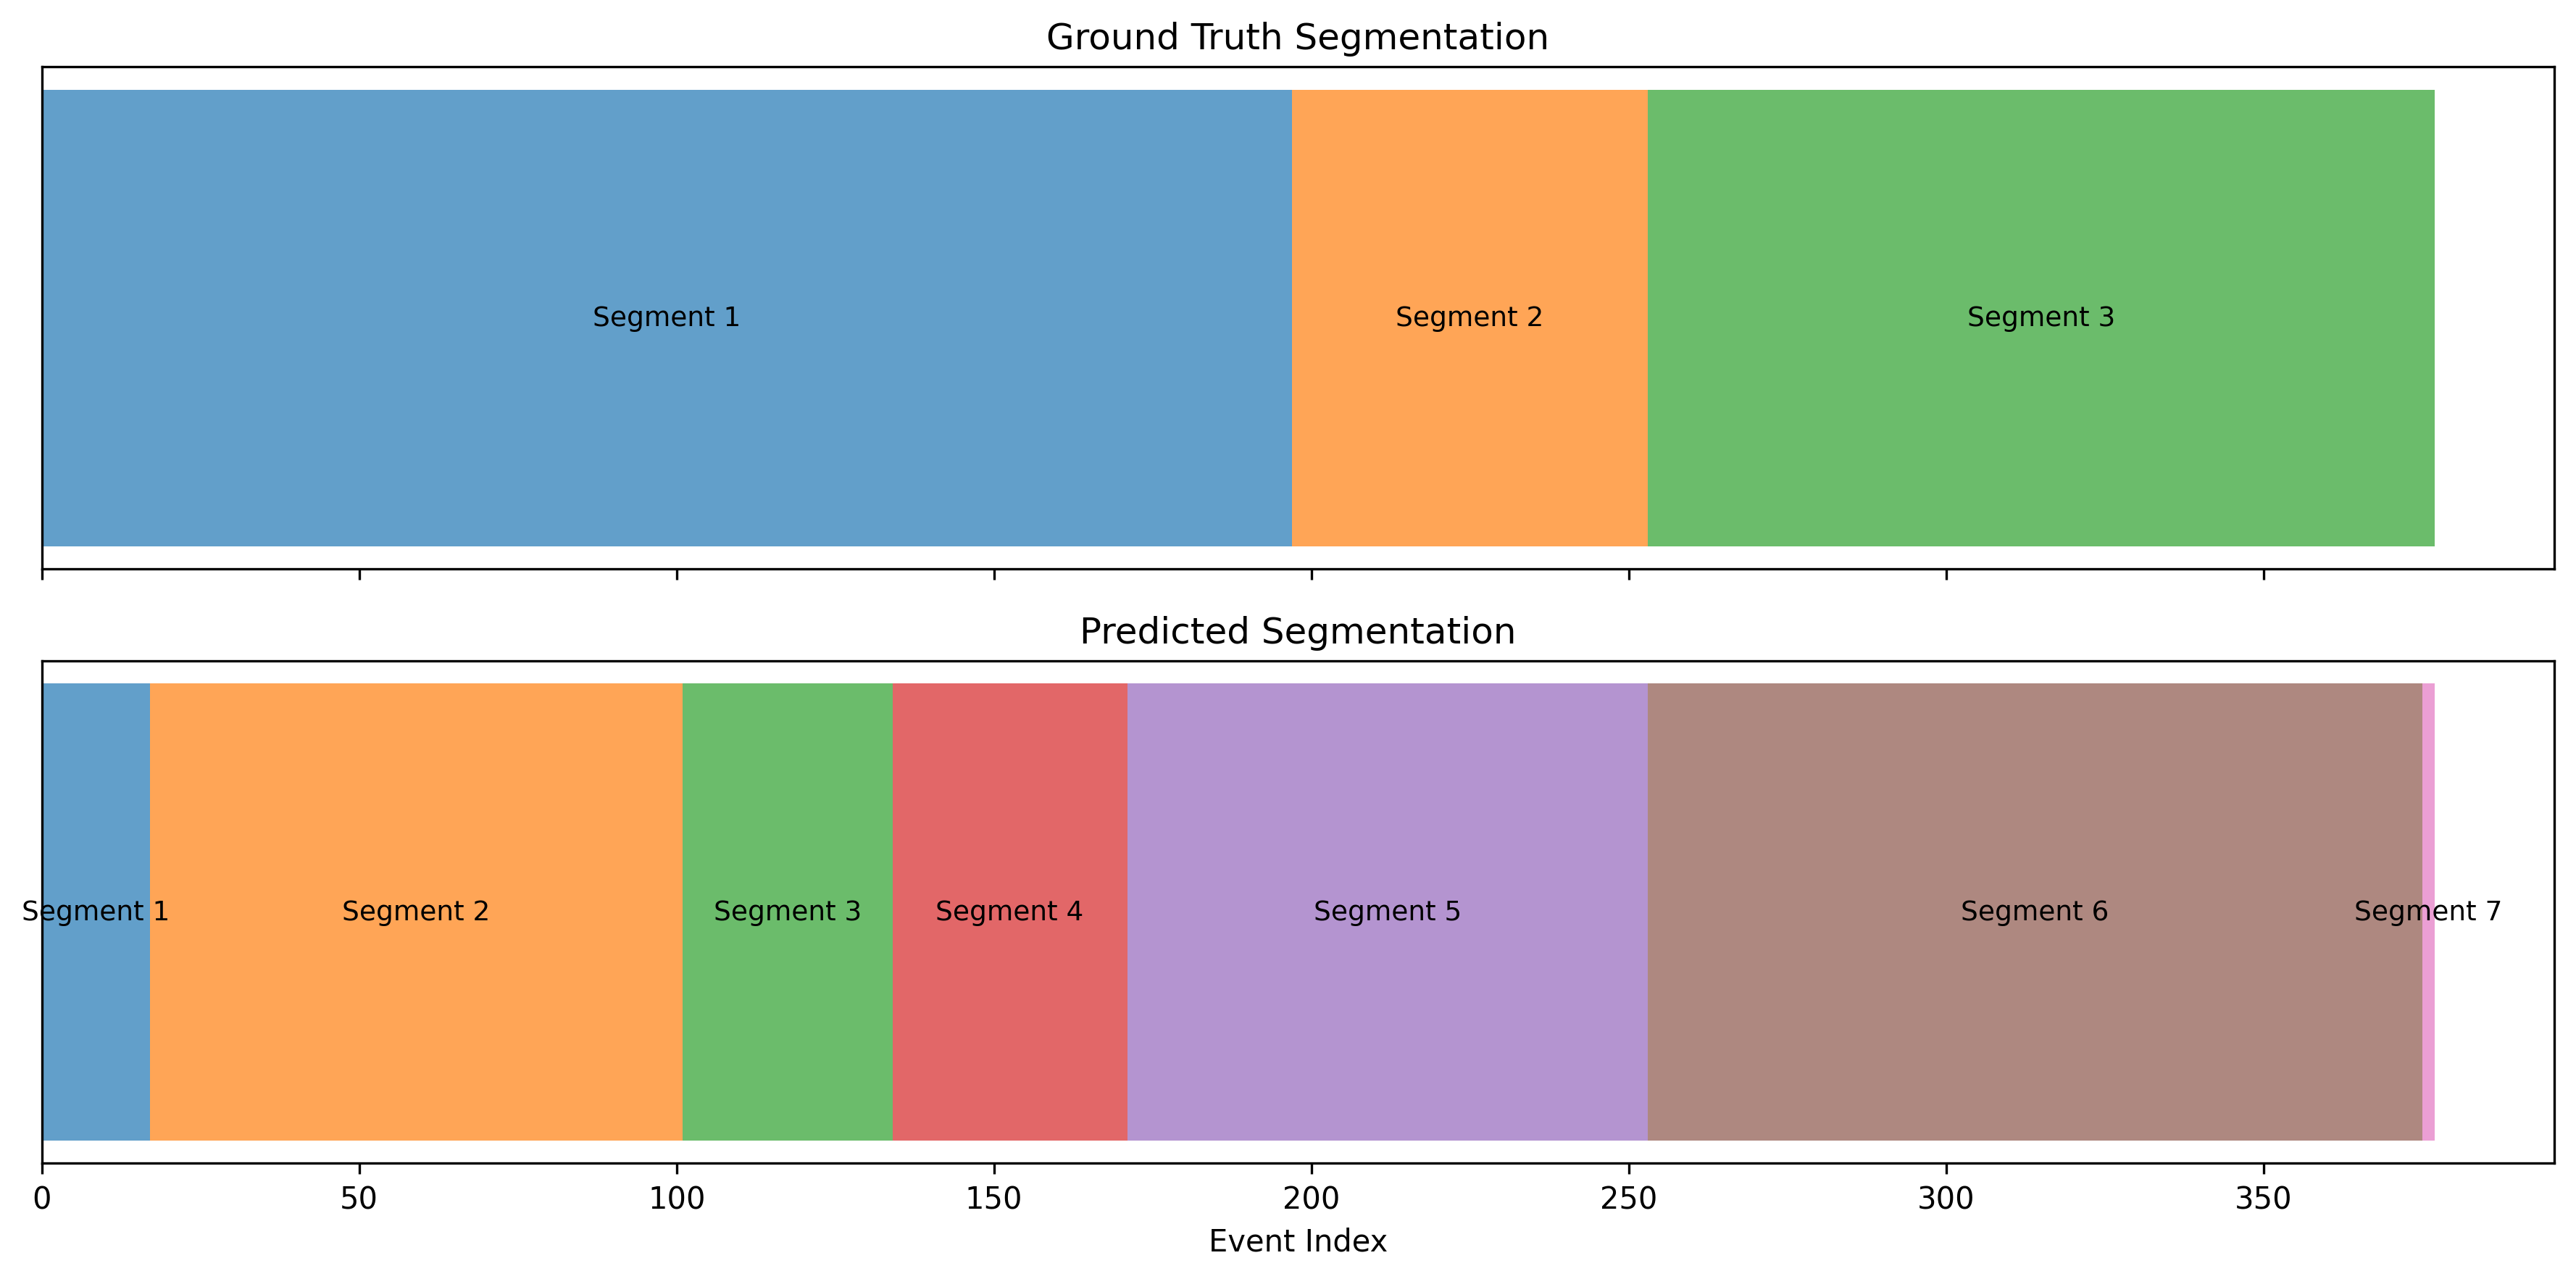 Ground Truth Segmentation
Segment 1 Segment 2 Segment 3
Predicted Segmentation
Segment 1 Segment 2 Segment 3 Segment 4 Segment 5 Segment 6 Segment 7
0 50 100 150 200 250 300 350
Event Index